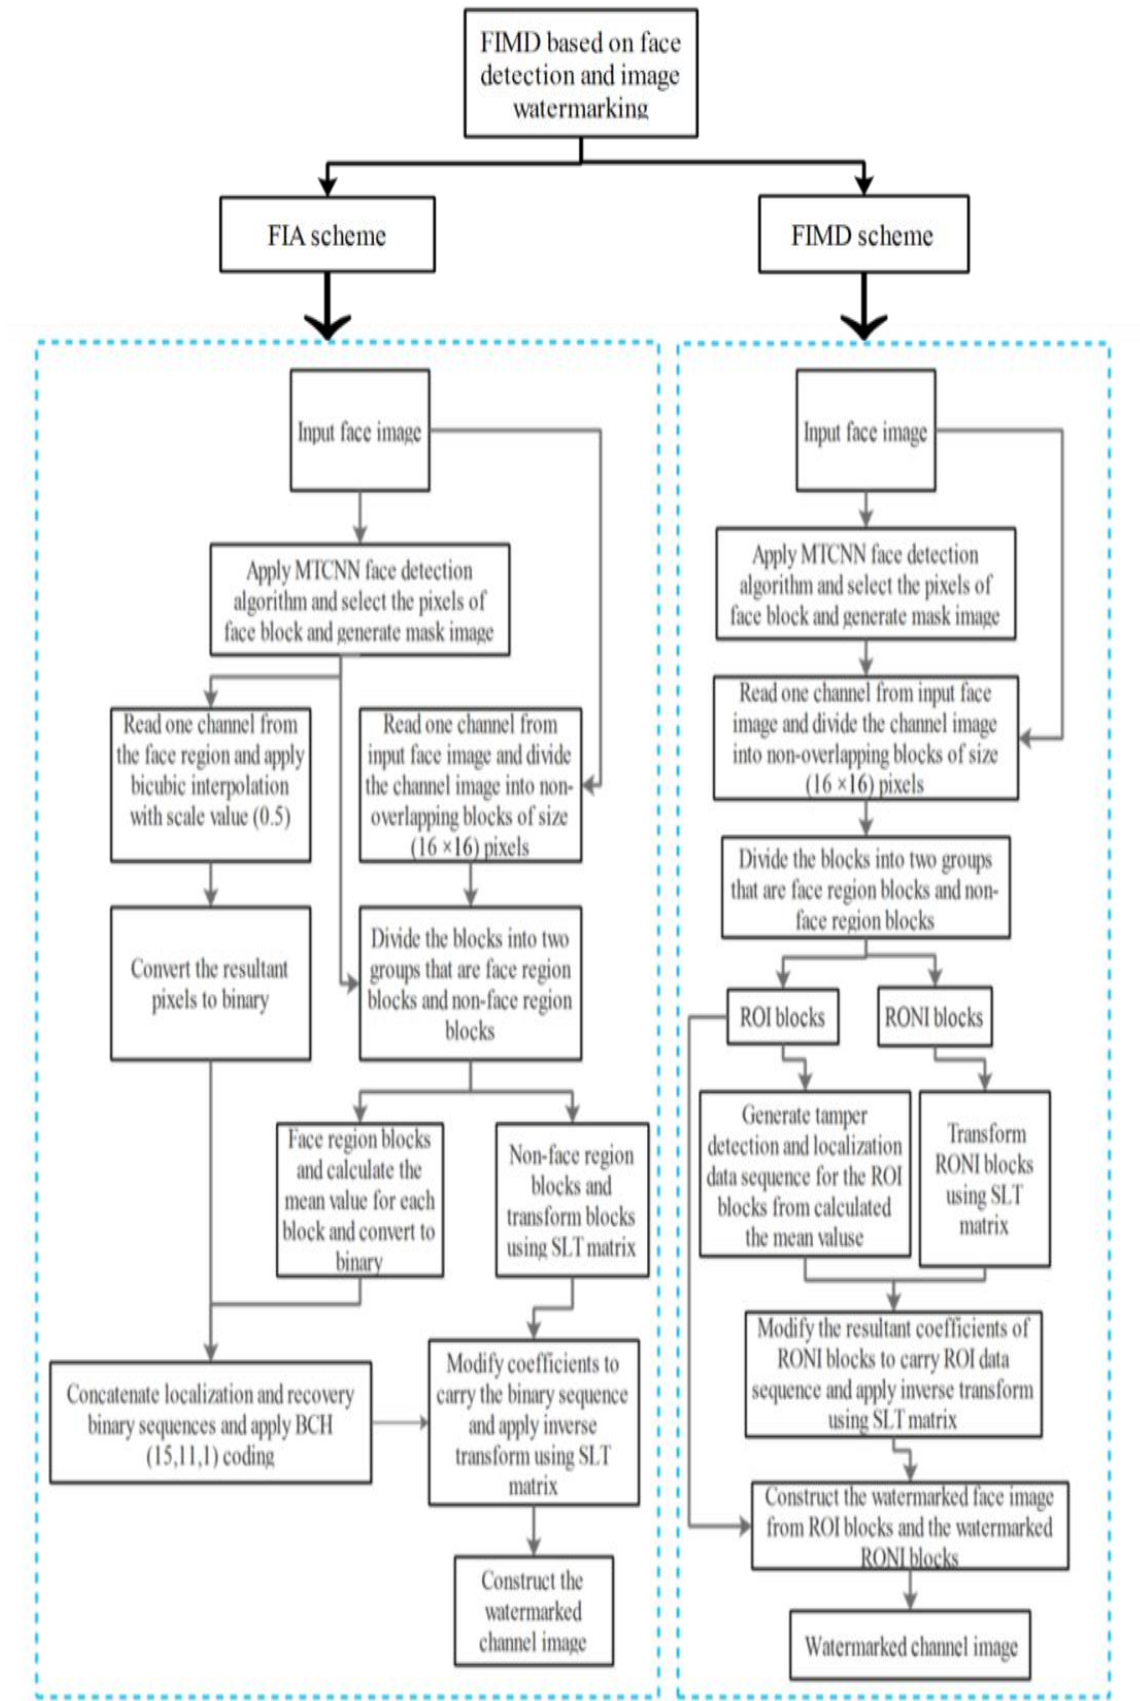 FIMD based on face
detection and image
watermarking
FIA scheme
FIMD scheme
Input face image
Apply MTCNN face detection
algorithm and select the pixels of
face block and generate mask image
Read one channel from
the face region and apply
bicubic interpolation
with scale value (0.5)
Read one channel from
input face image and divide
the channel image into non-
overlapping blocks of size
(16 ×16) pixels
Convert the resultant
pixels to binary
Divide the blocks into two
groups that are face region
blocks and non-face region
blocks
Face region blocks
and calculate the
mean value for each
block and convert to
binary
Non-face region
blocks and
transform blocks
using SLT matrix
Concatenate localization and recovery
binary sequences and apply BCH
(15,11,1) coding
Modify coefficients to
carry the binary sequence
and apply inverse
transform using SLT
matrix
Construct the
watermarked
channel image
Input face image
Apply MTCNN face detection
algorithm and select the pixels of
face block and generate mask image
Read one channel from input face
image and divide the channel image
into non-overlapping blocks of size
(16 ×16) pixels
Divide the blocks into two groups
that are face region blocks and non-
face region blocks
ROI blocks
RONI blocks
Generate tamper
detection and localization
data sequence for the ROI
blocks from calculated
the mean valuse
Transform
RONI blocks
using SLT
matrix
Modify the resultant coefficients of
RONI blocks to carry ROI data
sequence and apply inverse transform
using SLT matrix
Construct the watermarked face image
from ROI blocks and the watermarked
RONI blocks
Watermarked channel image